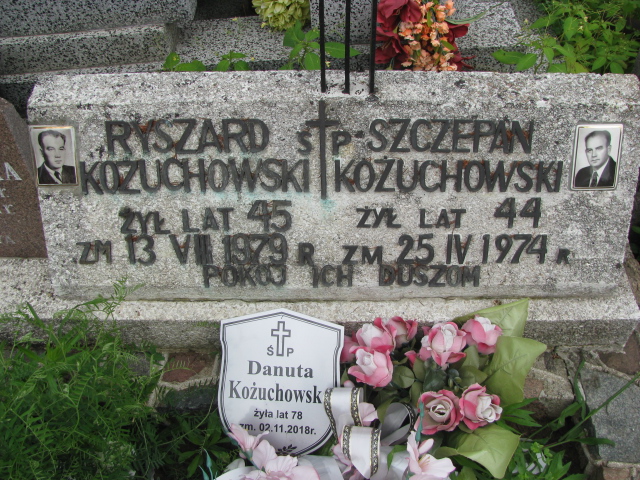 RYSZARD Ś P SZCZEPAN
KOŻUCHOWSKI KOŻUCHOWSKI
ŻYŁ LAT 45 ŻYŁ LAT 44
ZM 13 VIII 1979 R ZM 25 IV 1974 R
POKÓJ ICH DUSZOM
Ś P
Danuta
Kożuchowsk
żyła lat 78
zm. 02.11.2018r.